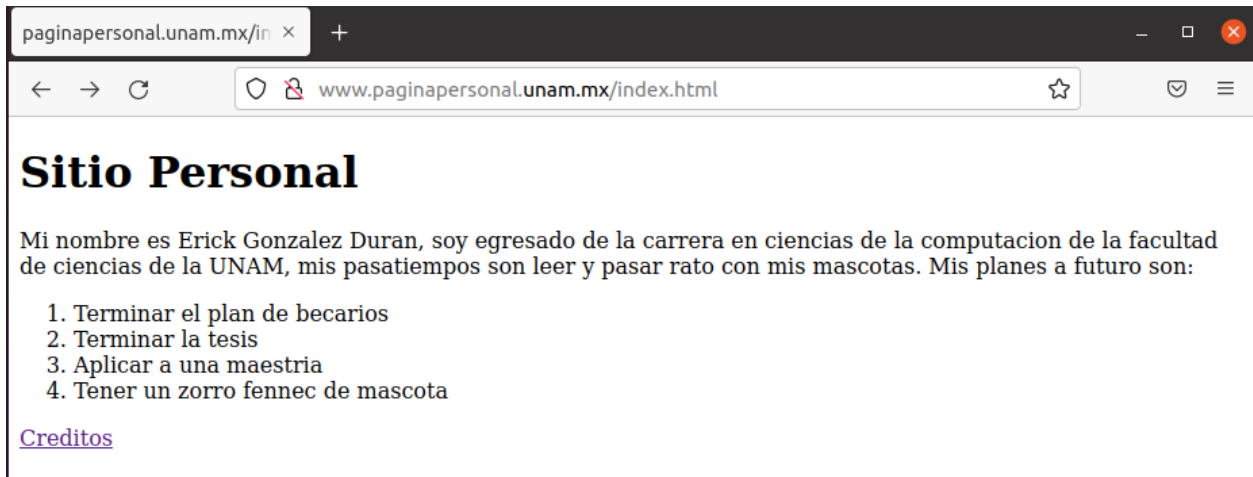 paginapersonal.unam.mx/in
www.paginapersonal.unam.mx/index.html
Sitio Personal
Mi nombre es Erick Gonzalez Duran, soy egresado de la carrera en ciencias de la computacion de la facultad
de ciencias de la UNAM, mis pasatiempos son leer y pasar rato con mis mascotas. Mis planes a futuro son:
1. Terminar el plan de becarios
2. Terminar la tesis
3. Aplicar a una maestria
4. Tener un zorro fennec de mascota
Creditos